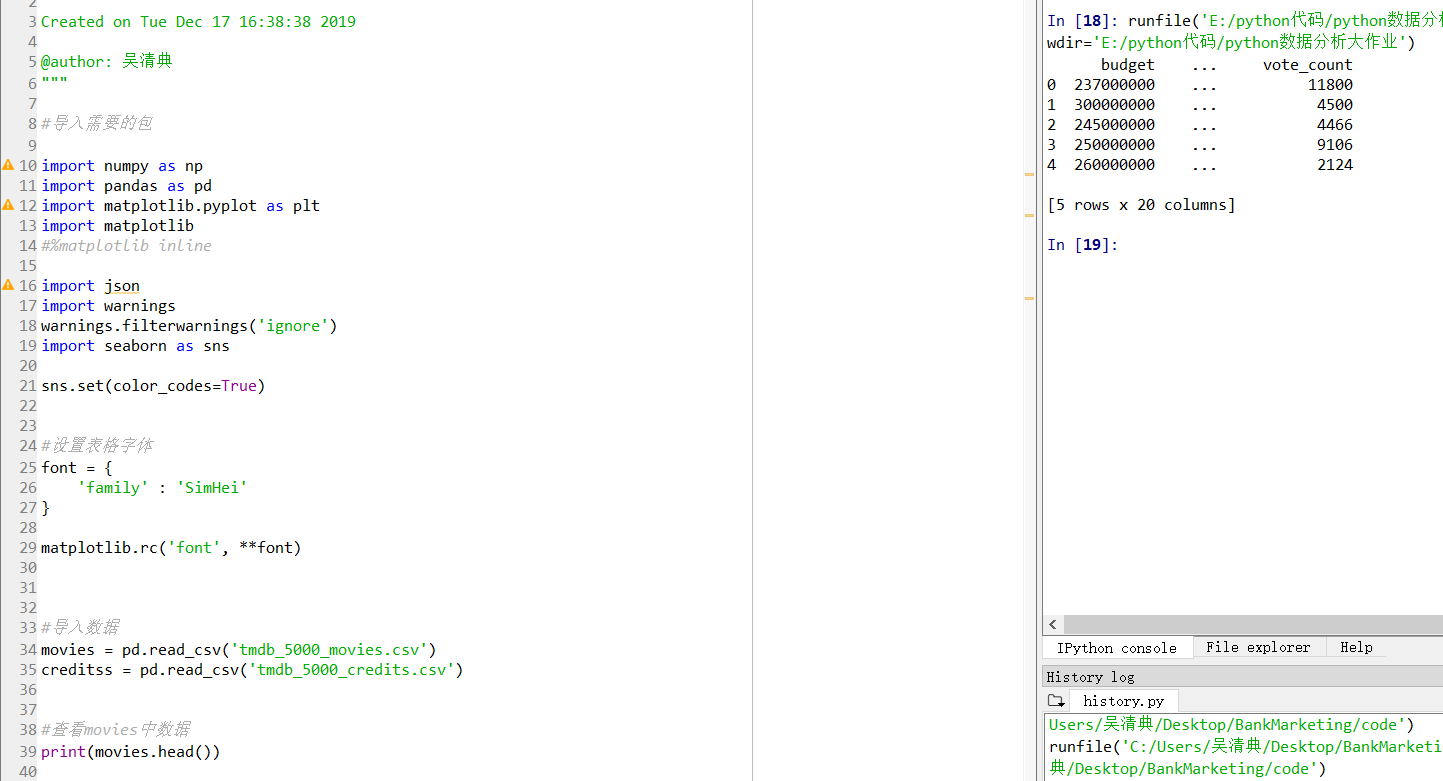 2
3 Created on Tue Dec 17 16:38:38 2019
4
5 @author: 吴清典
6 """
7
8 #导入需要的包
9
10 import numpy as np
11 import pandas as pd
12 import matplotlib.pyplot as plt
13 import matplotlib
14 #%matplotlib inline
15
16 import json
17 import warnings
18 warnings.filterwarnings('ignore')
19 import seaborn as sns
20
21 sns.set(color_codes=True)
22
23
24 #设置表格字体
25 font = {
26 'family' : 'SimHei'
27 }
28
29 matplotlib.rc('font', **font)
30
31
32
33 #导入数据
34 movies = pd.read_csv('tmdb_5000_movies.csv')
35 creditss = pd.read_csv('tmdb_5000_credits.csv')
36
37
38 #查看movies中数据
39 print(movies.head())
40
In [18]: runfile('E:/python代码/python数据分析
wdir='E:/python代码/python数据分析大作业')
budget ... vote_count
0 237000000 ... 11800
1 300000000 ... 4500
2 245000000 ... 4466
3 250000000 ... 9106
4 260000000 ... 2124
[5 rows x 20 columns]
In [19]:
IPython console File explorer Help
History log
history.py
Users/吴清典/Desktop/BankMarketing/code')
runfile('C:/Users/吴清典/Desktop/BankMarketi
典/Desktop/BankMarketing/code')